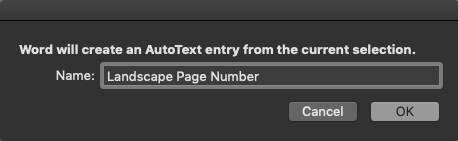 Word will create an AutoText entry from the current selection.
Name: Landscape Page Number
Cancel OK